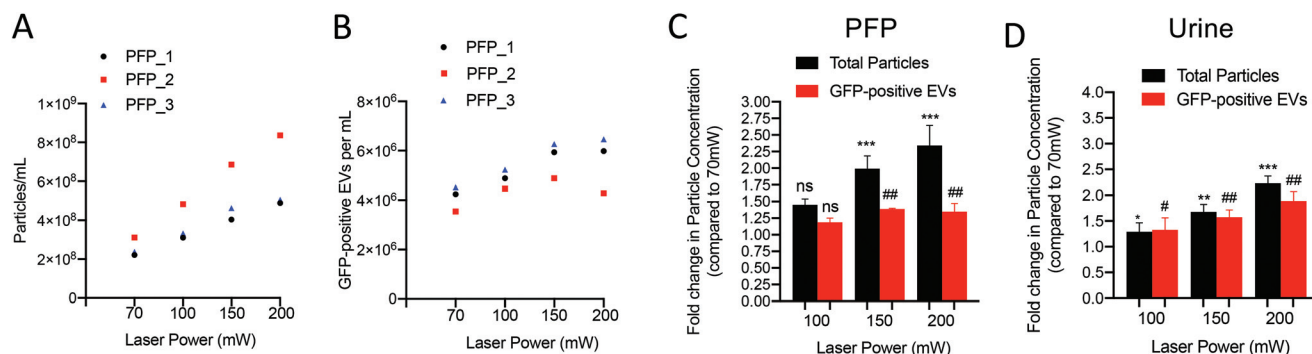 A
PFP_1
PFP_2
PFP_3
1×10⁹
8×10⁸
6×10⁸
4×10⁸
2×10⁸
0
Particles/mL
70
100
150
200
Laser Power (mW)
B
PFP_1
PFP_2
PFP_3
8×10⁶
6×10⁶
4×10⁶
2×10⁶
0
GFP-positive EVs per mL
70
100
150
200
Laser Power (mW)
C
PFP
Total Particles
GFP-positive EVs
2.75
2.50
2.25
2.00
1.75
1.50
1.25
1.00
0.75
0.50
0.25
0.00
Fold change in Particle Concentration
(compared to 70mW)
ns
ns
***
##
***
##
100
150
200
Laser Power (mW)
D
Urine
Total Particles
GFP-positive EVs
4.0
3.5
3.0
2.5
2.0
1.5
1.0
0.5
0.0
Fold change in Particle Concentration
(compared to 70mW)
*
#
**
##
***
##
100
150
200
Laser Power (mW)